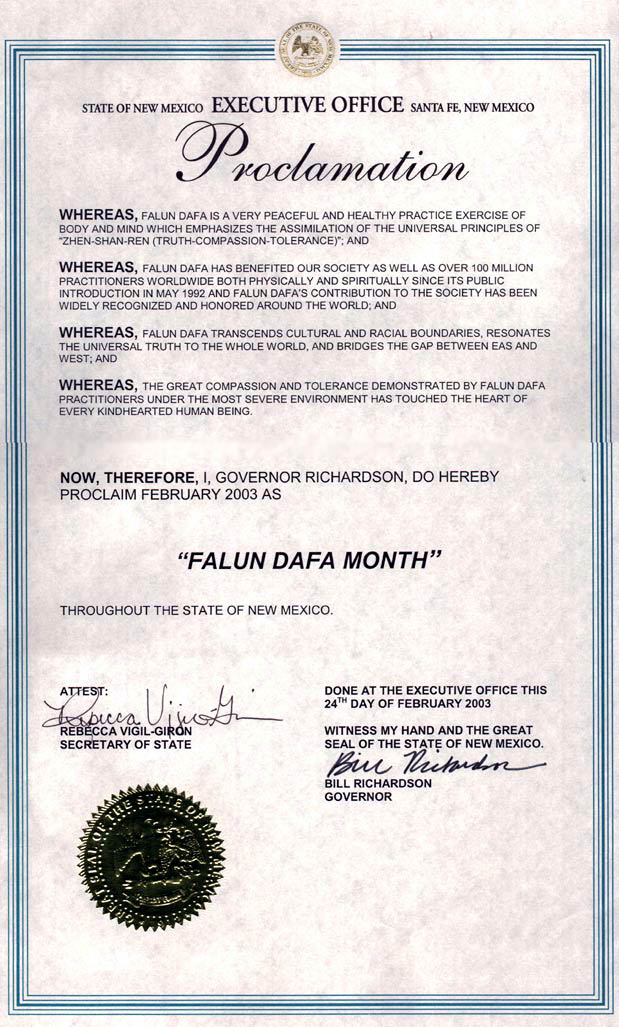 STATE OF NEW MEXICO EXECUTIVE OFFICE SANTA FE, NEW MEXICO
Proclamation
WHEREAS, FALUN DAFA IS A VERY PEACEFUL AND HEALTHY PRACTICE EXERCISE OF
BODY AND MIND WHICH EMPHASIZES THE ASSIMILATION OF THE UNIVERSAL PRINCIPLES OF
"ZHEN-SHAN-REN (TRUTH-COMPASSION-TOLERANCE)"; AND
WHEREAS, FALUN DAFA HAS BENEFITED OUR SOCIETY AS WELL AS OVER 100 MILLION
PRACTITIONERS WORLDWIDE BOTH PHYSICALLY AND SPIRITUALLY SINCE ITS PUBLIC
INTRODUCTION IN MAY 1992 AND FALUN DAFA'S CONTRIBUTION TO THE SOCIETY HAS BEEN
WIDELY RECOGNIZED AND HONORED AROUND THE WORLD; AND
WHEREAS, FALUN DAFA TRANSCENDS CULTURAL AND RACIAL BOUNDARIES, RESONATES
THE UNIVERSAL TRUTH TO THE WHOLE WORLD, AND BRIDGES THE GAP BETWEEN EAS AND
WEST; AND
WHEREAS, THE GREAT COMPASSION AND TOLERANCE DEMONSTRATED BY FALUN DAFA
PRACTITIONERS UNDER THE MOST SEVERE ENVIRONMENT HAS TOUCHED THE HEART OF
EVERY KINDHEARTED HUMAN BEING.
NOW, THEREFORE, I, GOVERNOR RICHARDSON, DO HEREBY
PROCLAIM FEBRUARY 2003 AS
"FALUN DAFA MONTH"
THROUGHOUT THE STATE OF NEW MEXICO.
ATTEST:
Rebecca Vigil-Giron
REBECCA VIGIL-GIRON
SECRETARY OF STATE
DONE AT THE EXECUTIVE OFFICE THIS
24TH DAY OF FEBRUARY 2003
WITNESS MY HAND AND THE GREAT
SEAL OF THE STATE OF NEW MEXICO.
Bill Richardson
BILL RICHARDSON
GOVERNOR